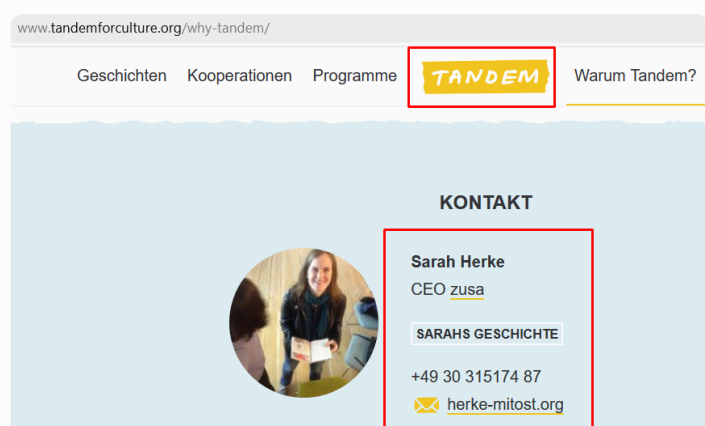 www.tandemforculture.org/why-tandem/
Geschichten Kooperationen Programme TANDEM Warum Tandem?
KONTAKT
Sarah Herke
CEO zusa
SARAHS GESCHICHTE
+49 30 315174 87
herke-mitost.org